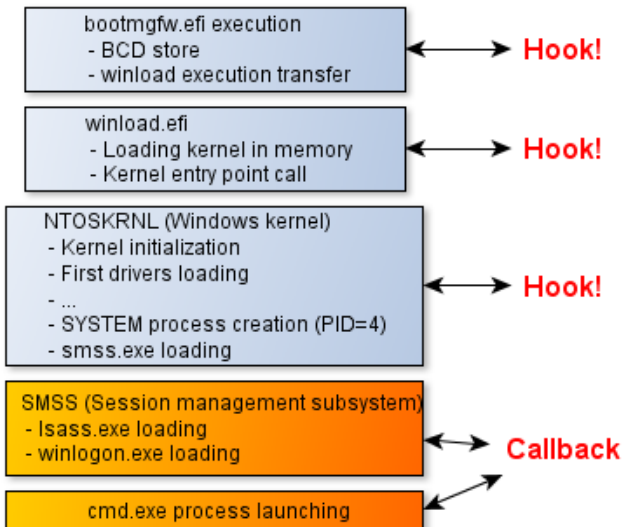 bootmgfw.efi execution
- BCD store
- winload execution transfer
Hook!
winload.efi
- Loading kernel in memory
- Kernel entry point call
Hook!
NTOSKRNL (Windows kernel)
- Kernel initialization
- First drivers loading
- ...
- SYSTEM process creation (PID=4)
- smss.exe loading
Hook!
SMSS (Session management subsystem)
- lsass.exe loading
- winlogon.exe loading
Callback
cmd.exe process launching